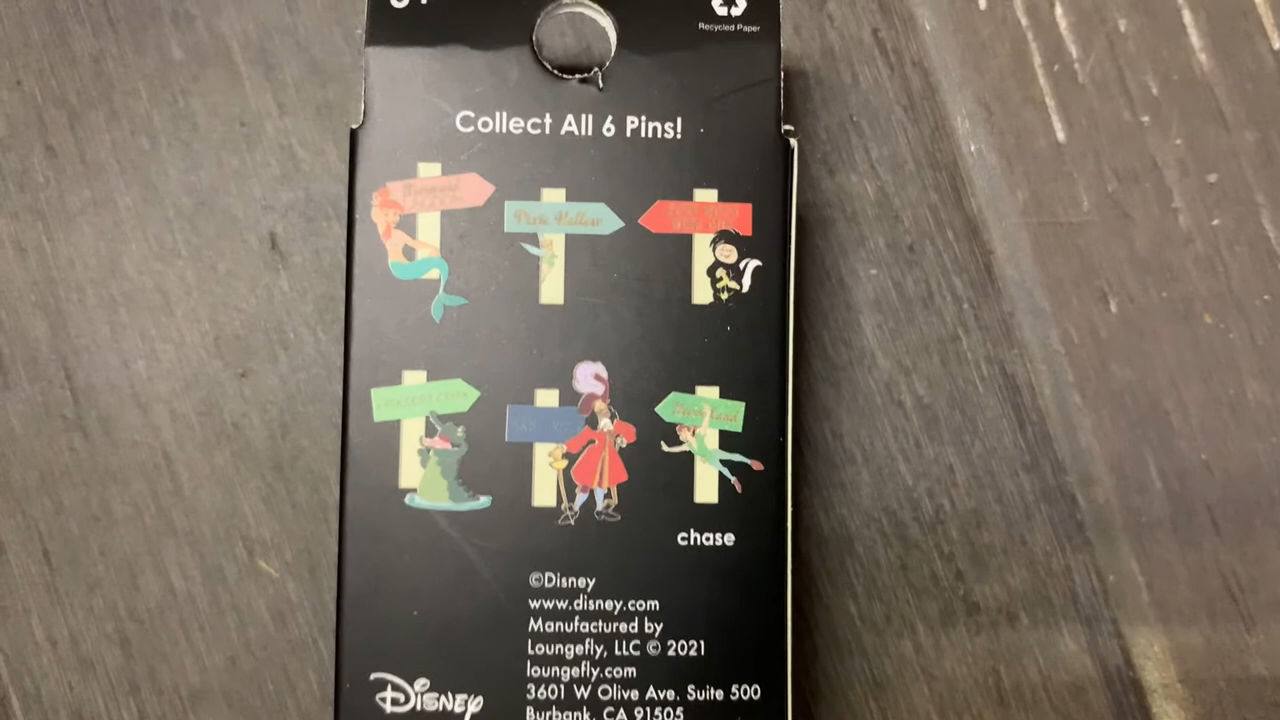 Recycled Paper
Collect All 6 Pins!
Mermaid
Pixie Hollow
chase
©Disney
www.disney.com
Manufactured by
Loungefly, LLC © 2021
loungefly.com
3601 W Olive Ave. Suite 500
Burbank, CA 91505
Disney